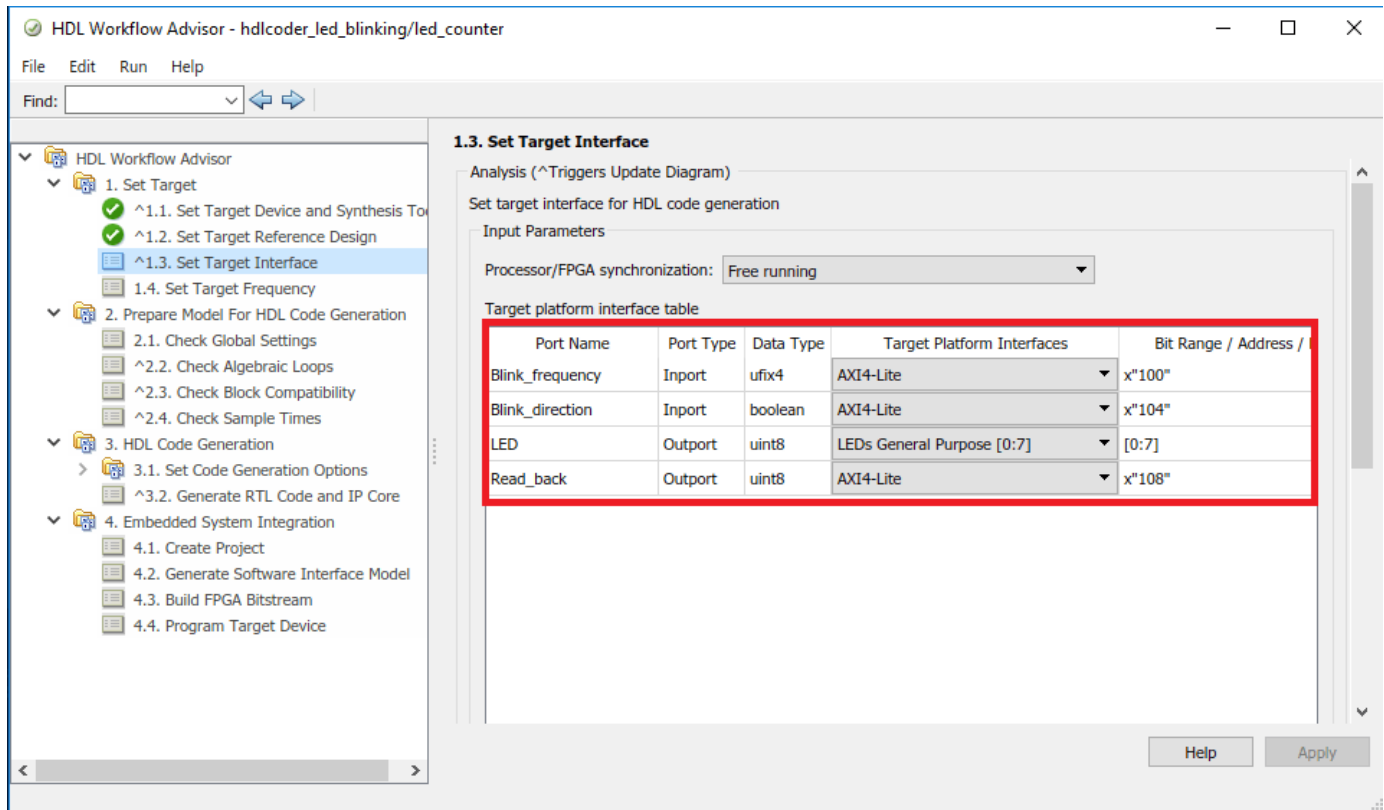 HDL Workflow Advisor - hdlcoder_led_blinking/led_counter
File Edit Run Help
Find:
HDL Workflow Advisor
1. Set Target
^1.1. Set Target Device and Synthesis To
^1.2. Set Target Reference Design
^1.3. Set Target Interface
1.4. Set Target Frequency
2. Prepare Model For HDL Code Generation
2.1. Check Global Settings
^2.2. Check Algebraic Loops
^2.3. Check Block Compatibility
^2.4. Check Sample Times
3. HDL Code Generation
3.1. Set Code Generation Options
^3.2. Generate RTL Code and IP Core
4. Embedded System Integration
4.1. Create Project
4.2. Generate Software Interface Model
4.3. Build FPGA Bitstream
4.4. Program Target Device
1.3. Set Target Interface
Analysis (^Triggers Update Diagram)
Set target interface for HDL code generation
Input Parameters
Processor/FPGA synchronization: Free running
Target platform interface table
Port Name Port Type Data Type Target Platform Interfaces Bit Range / Address /
Blink_frequency Inport ufix4 AXI4-Lite x"100"
Blink_direction Inport boolean AXI4-Lite x"104"
LED Outport uint8 LEDs General Purpose [0:7] [0:7]
Read_back Outport uint8 AXI4-Lite x"108"
Help Apply